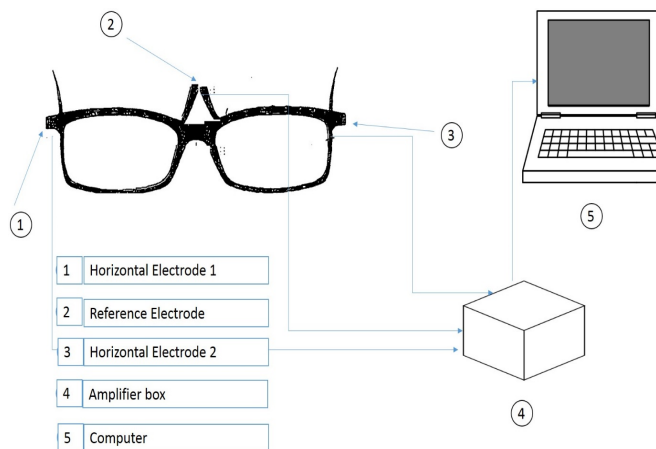 2
3
1
5
1 Horizontal Electrode 1
2 Reference Electrode
3 Horizontal Electrode 2
4 Amplifier box
5 Computer
4